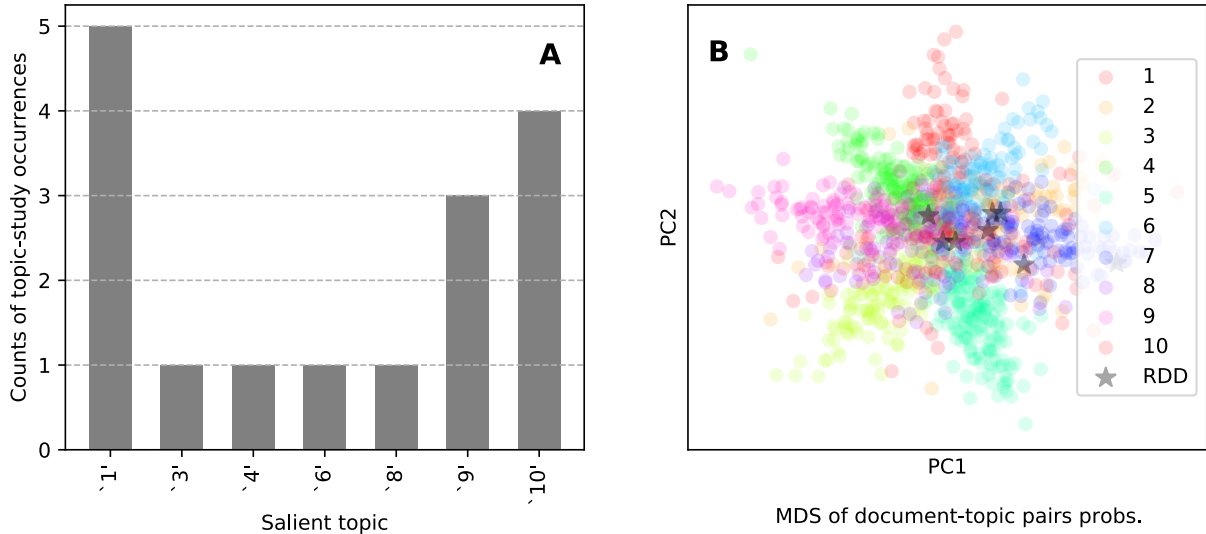 A
Counts of topic-study occurrences
5
4
3
2
1
0
`1'
`3'
`4'
`6'
`8'
`9'
`10'
Salient topic
B
PC2
1
2
3
4
5
6
7
8
9
10
RDD
PC1
MDS of document-topic pairs probs.